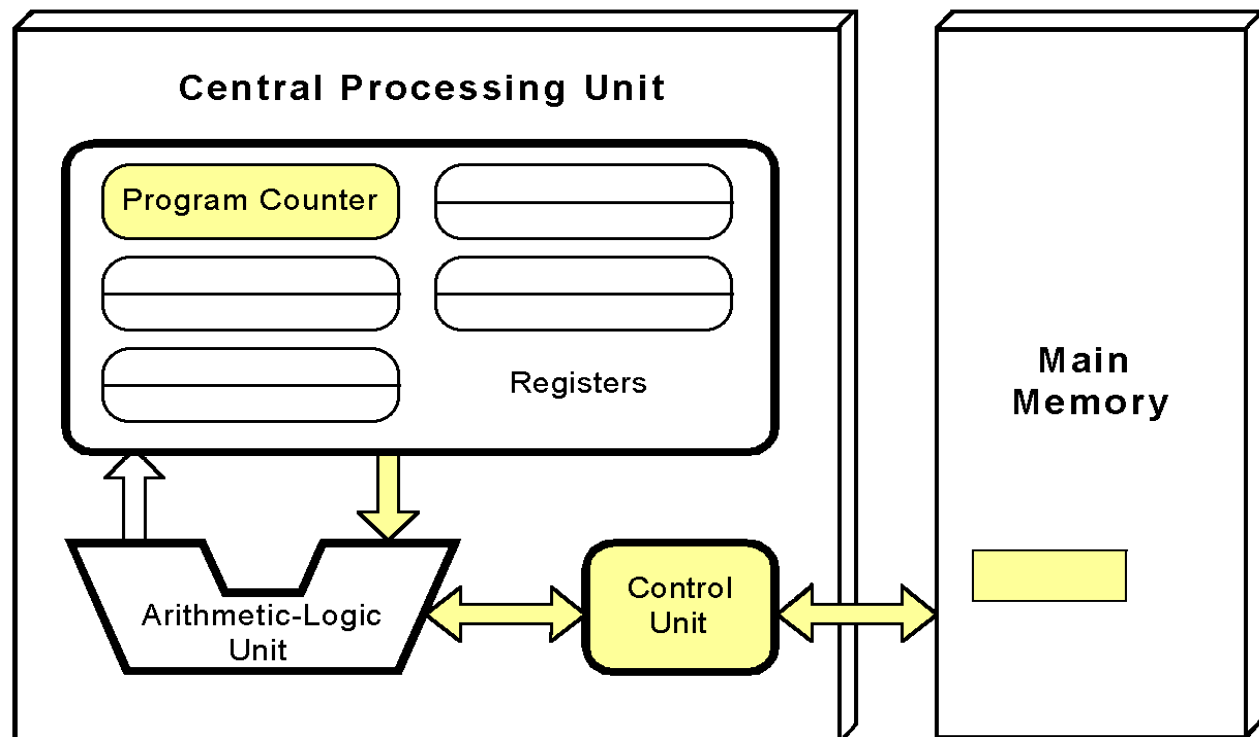 Central Processing Unit
Program Counter
Registers
Main
Memory
Arithmetic-Logic
Unit
Control
Unit